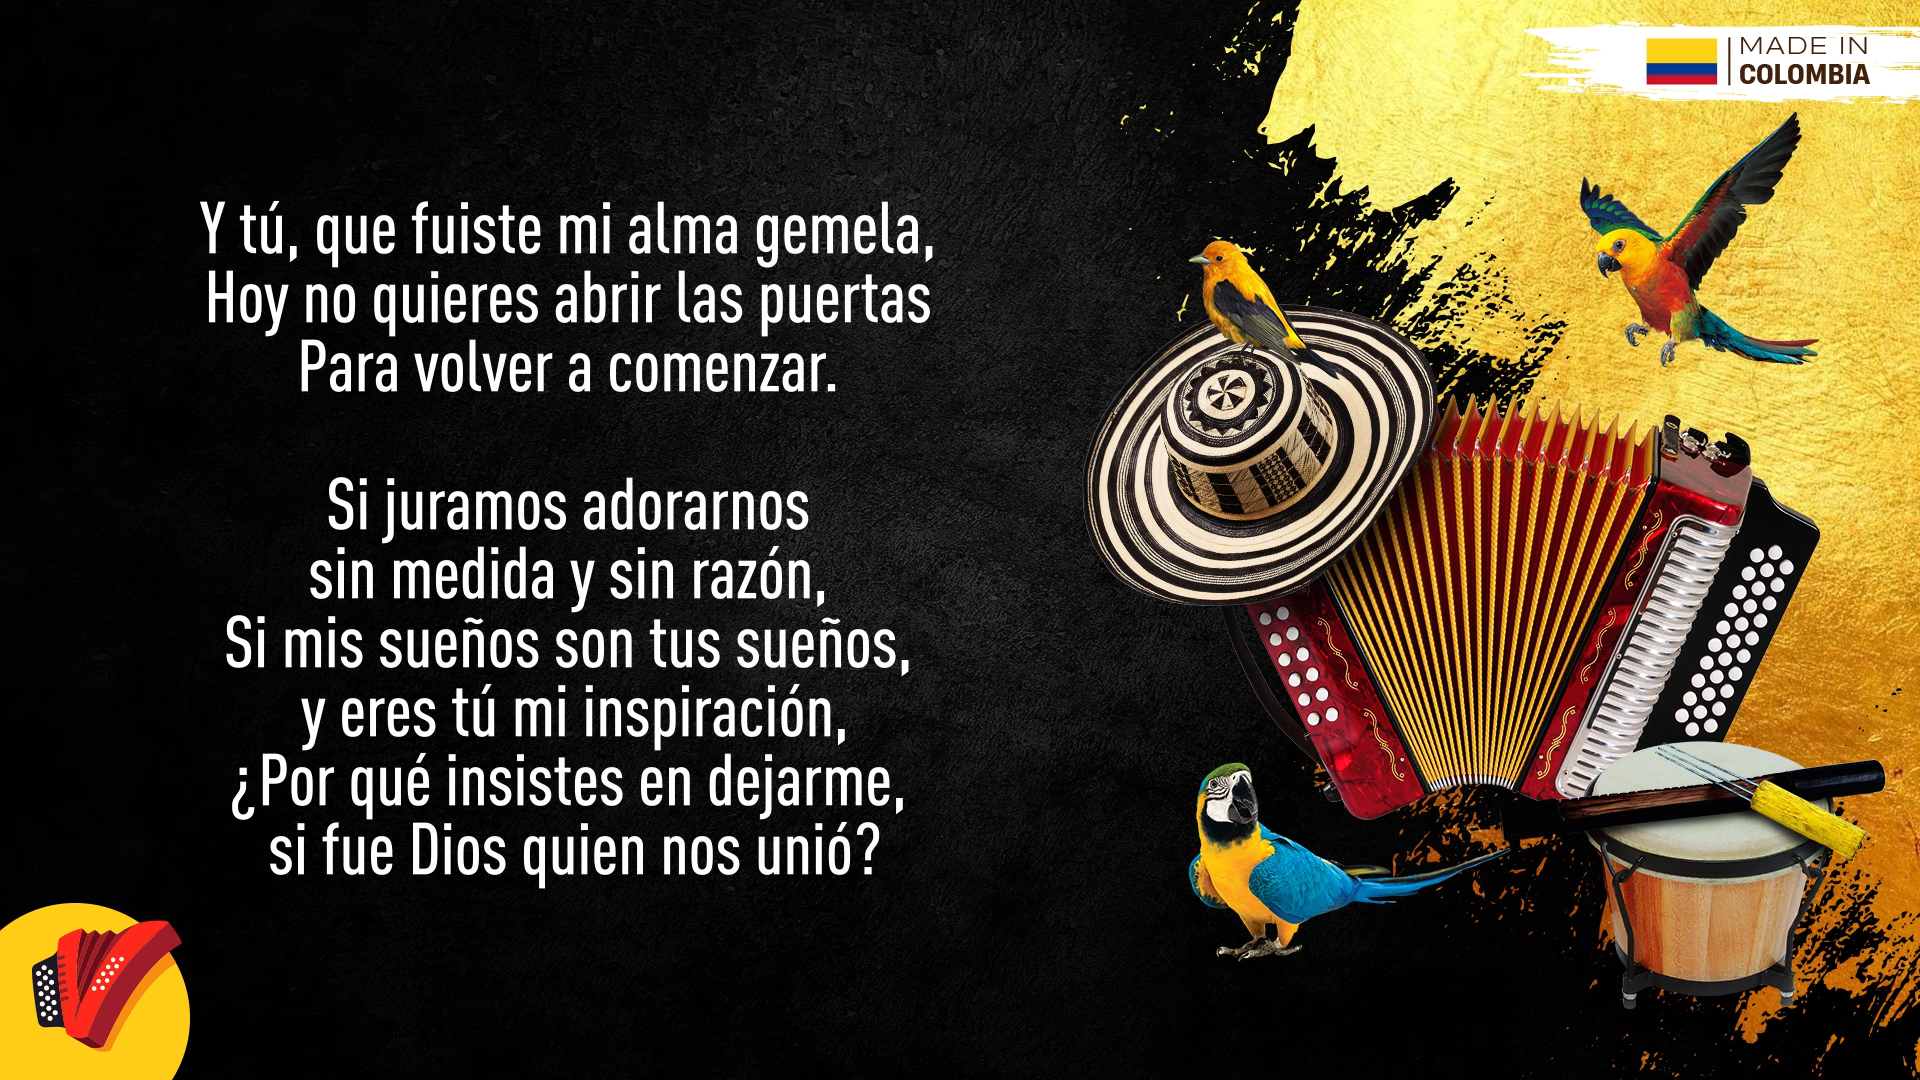 MADE IN
COLOMBIA
Y tú, que fuiste mi alma gemela,
Hoy no quieres abrir las puertas
Para volver a comenzar.
Si juramos adorarnos
sin medida y sin razón,
Si mis sueños son tus sueños,
y eres tú mi inspiración,
¿Por qué insistes en dejarme,
si fue Dios quien nos unió?